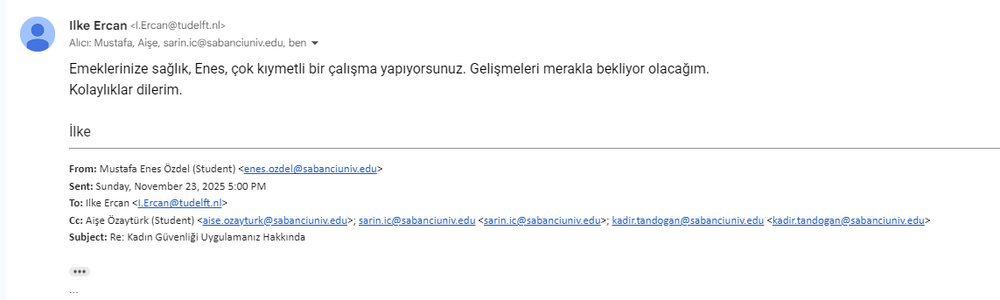 Ilke Ercan <I.Ercan@tudelft.nl>
Alıcı: Mustafa, Aişe, sarin.ic@sabanciuniv.edu, ben
Emeklerinize sağlık, Enes, çok kıymetli bir çalışma yapıyorsunuz. Gelişmeleri merakla bekliyor olacağım.
Kolaylıklar dilerim.
İlke
From: Mustafa Enes Özdel (Student) <enes.ozdel@sabanciuniv.edu>
Sent: Sunday, November 23, 2025 5:00 PM
To: Ilke Ercan <I.Ercan@tudelft.nl>
Cc: Aişe Özaytürk (Student) <aise.ozayturk@sabanciuniv.edu>; sarin.ic@sabanciuniv.edu <sarin.ic@sabanciuniv.edu>; kadir.tandogan@sabanciuniv.edu <kadir.tandogan@sabanciuniv.edu>
Subject: Re: Kadın Güvenliği Uygulamanız Hakkında
...